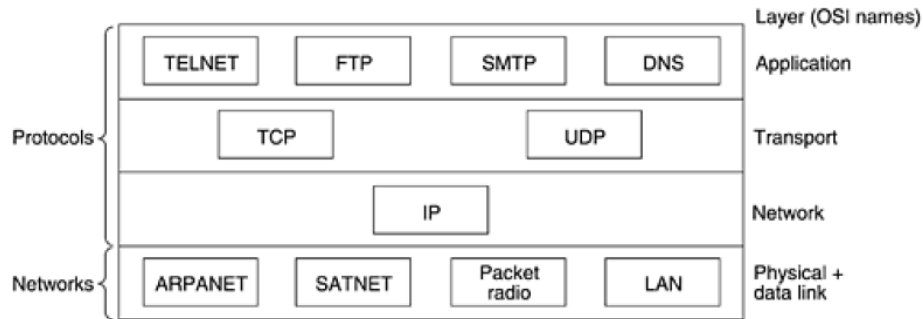 Layer (OSI names)
TELNET FTP SMTP DNS Application
Protocols TCP UDP Transport
IP Network
Networks ARPANET SATNET Packet radio LAN Physical + data link